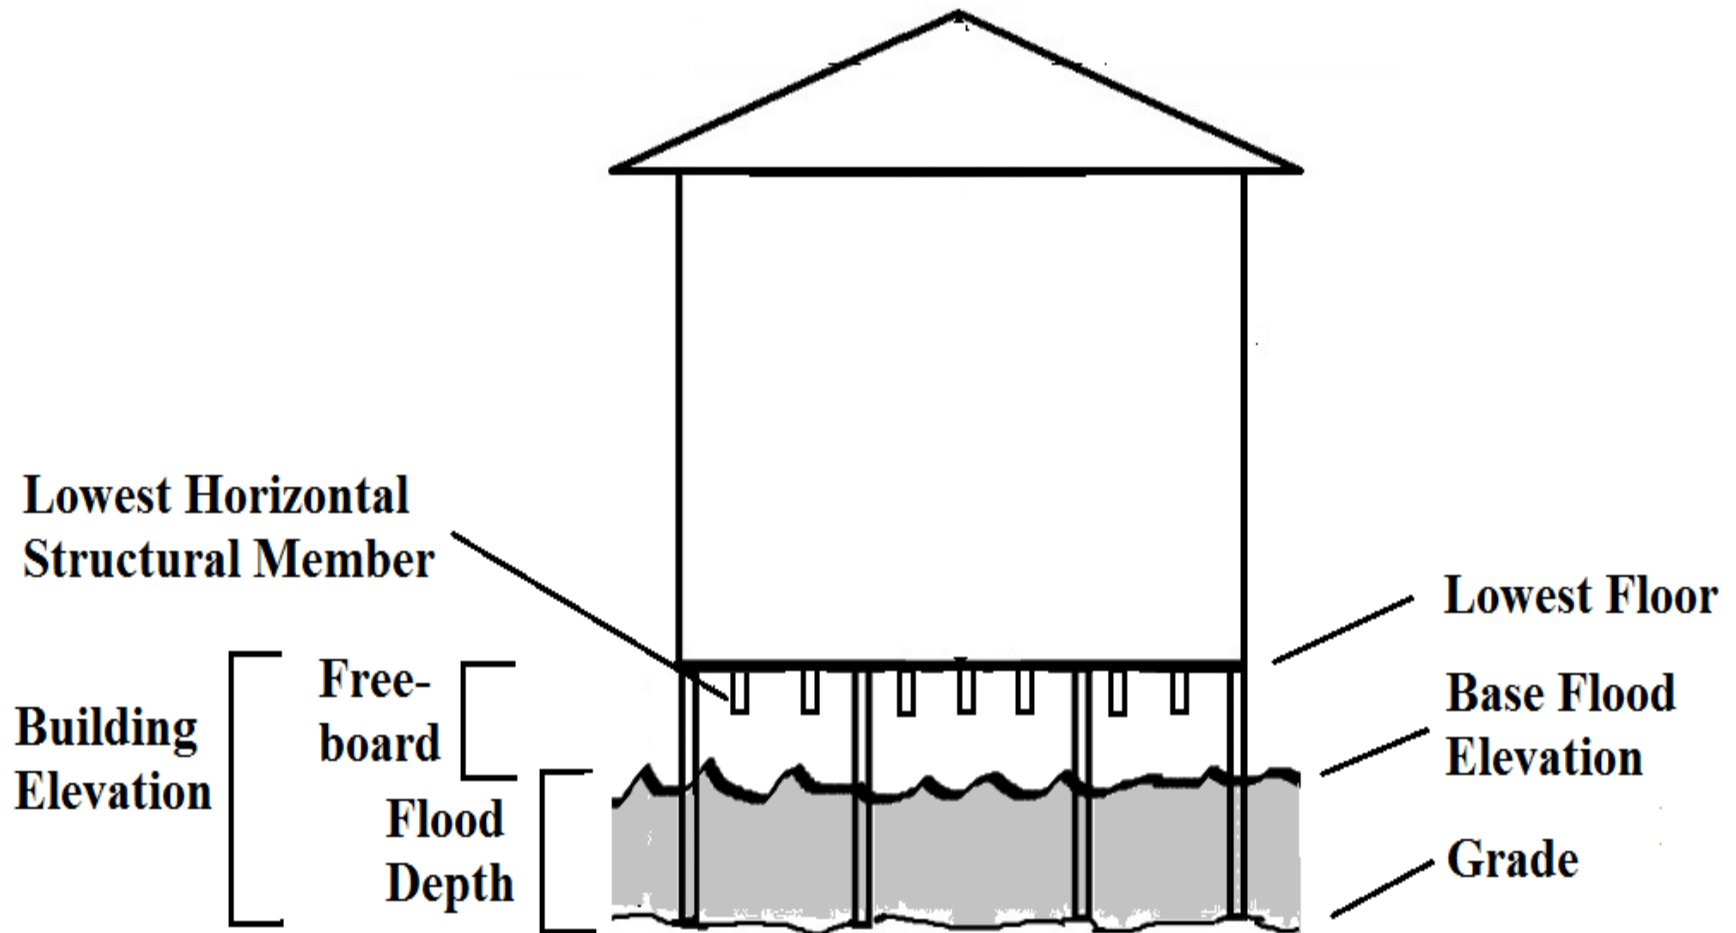 Lowest Horizontal
Structural Member
Free-
board
Building
Elevation
Flood
Depth
Lowest Floor
Base Flood
Elevation
Grade